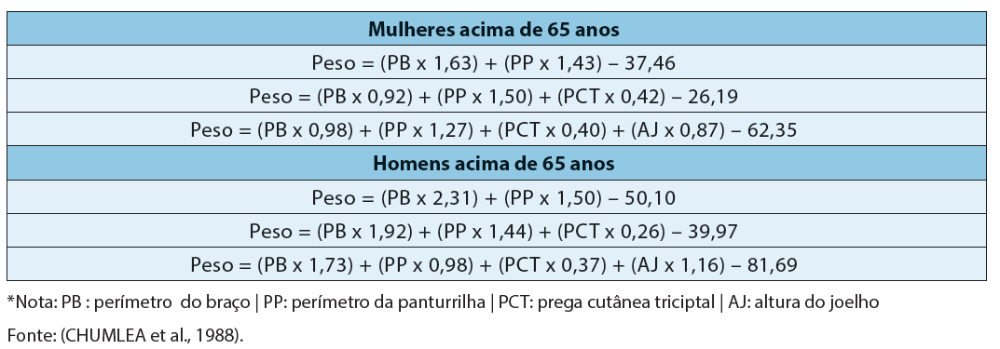 Mulheres acima de 65 anos
Peso = (PB x 1,63) + (PP x 1,43) – 37,46
Peso = (PB x 0,92) + (PP x 1,50) + (PCT x 0,42) – 26,19
Peso = (PB x 0,98) + (PP x 1,27) + (PCT x 0,40) + (AJ x 0,87) – 62,35
Homens acima de 65 anos
Peso = (PB x 2,31) + (PP x 1,50) – 50,10
Peso = (PB x 1,92) + (PP x 1,44) + (PCT x 0,26) – 39,97
Peso = (PB x 1,73) + (PP x 0,98) + (PCT x 0,37) + (AJ x 1,16) – 81,69
*Nota: PB : perímetro do braço | PP: perímetro da panturrilha | PCT: prega cutânea triciptal | AJ: altura do joelho
Fonte: (CHUMLEA et al., 1988).